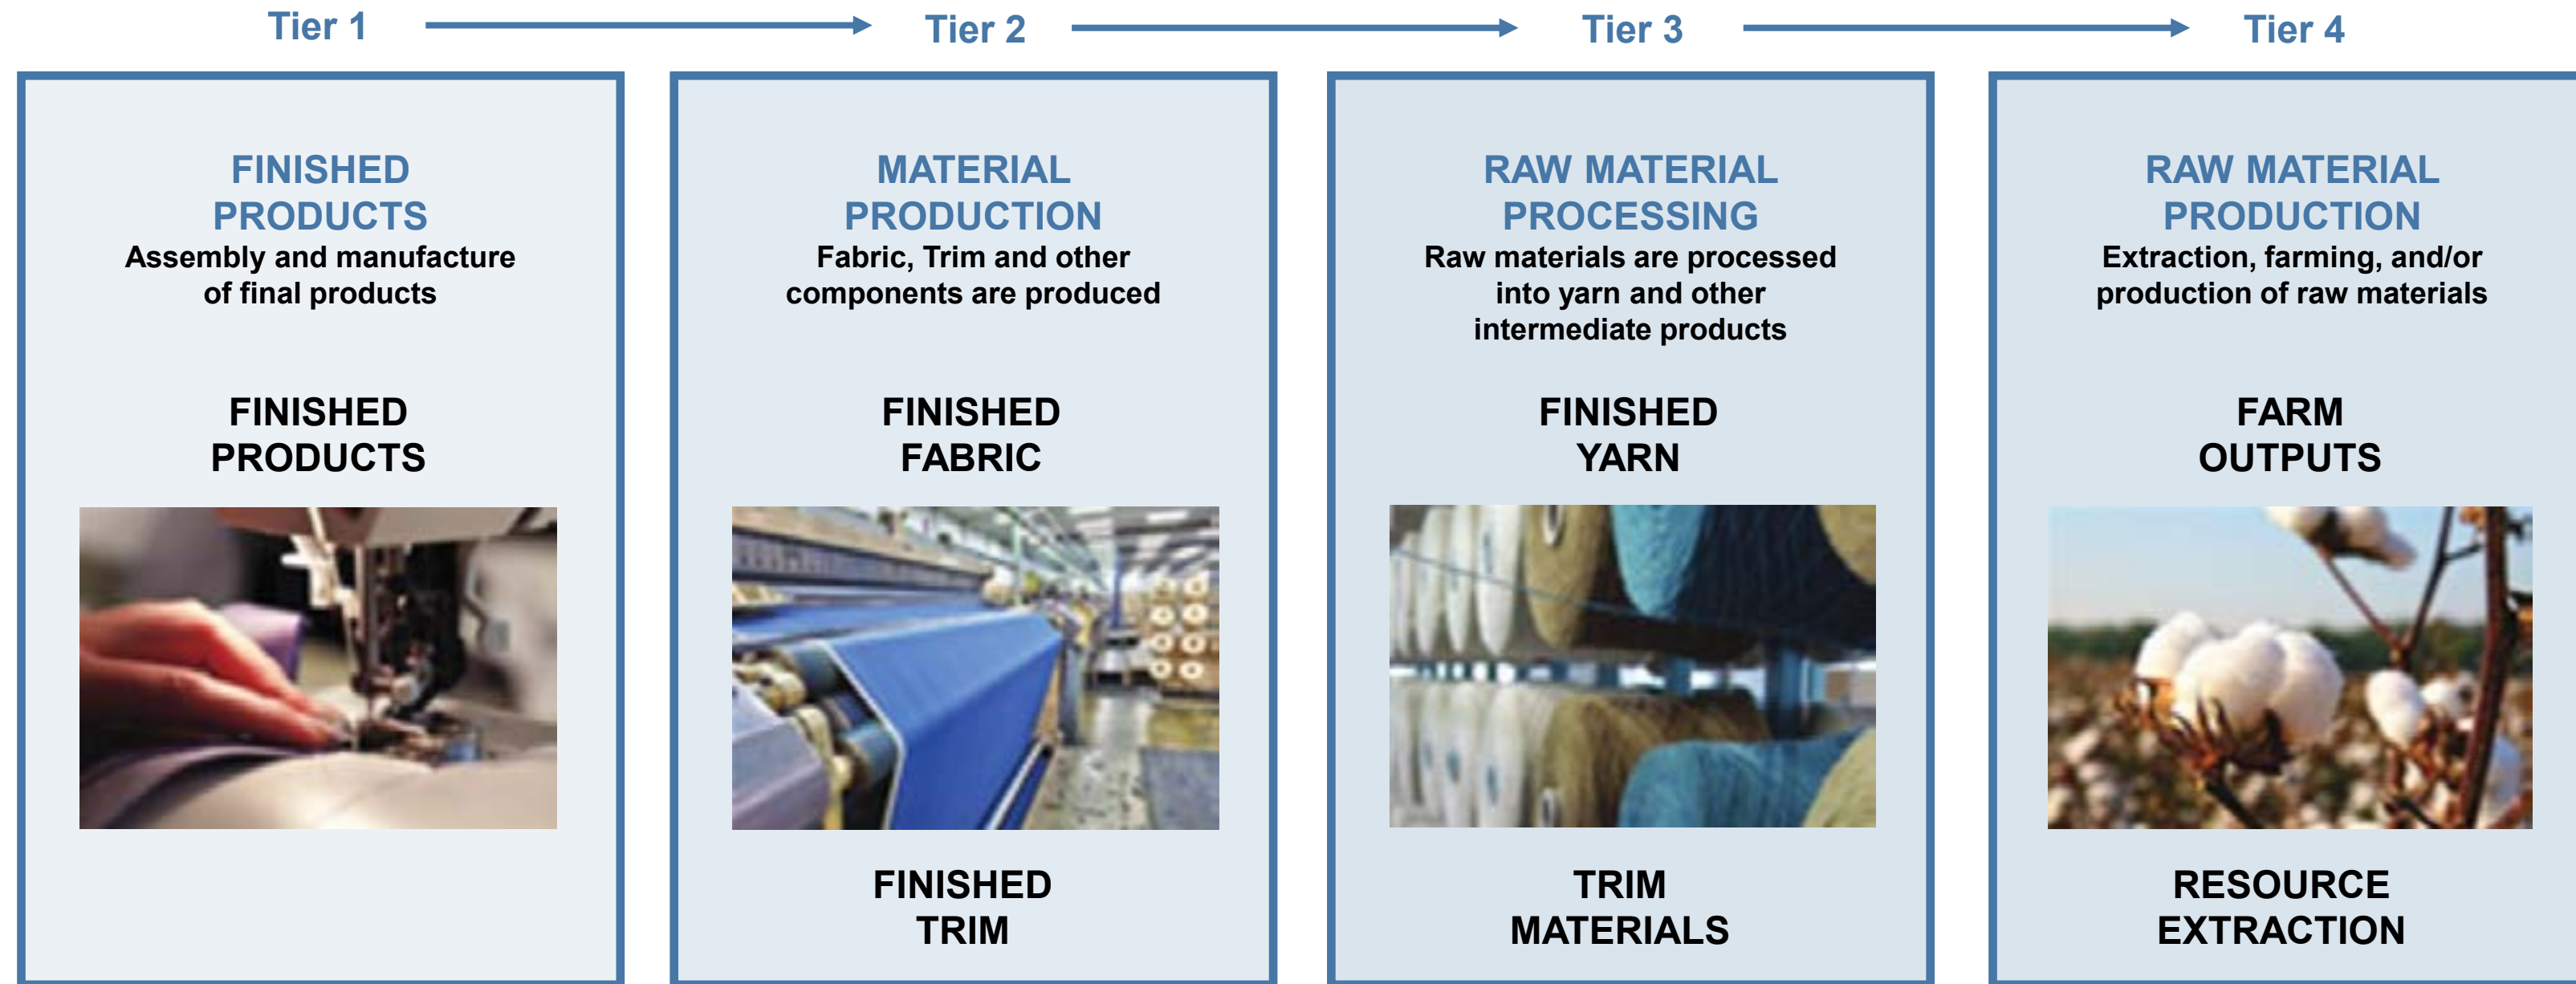 Tier 1
Tier 2
Tier 3
Tier 4
FINISHED
PRODUCTS
Assembly and manufacture
of final products
FINISHED
PRODUCTS
MATERIAL
PRODUCTION
Fabric, Trim and other
components are produced
FINISHED
FABRIC
FINISHED
TRIM
RAW MATERIAL
PROCESSING
Raw materials are processed
into yarn and other
intermediate products
FINISHED
YARN
TRIM
MATERIALS
RAW MATERIAL
PRODUCTION
Extraction, farming, and/or
production of raw materials
FARM
OUTPUTS
RESOURCE
EXTRACTION